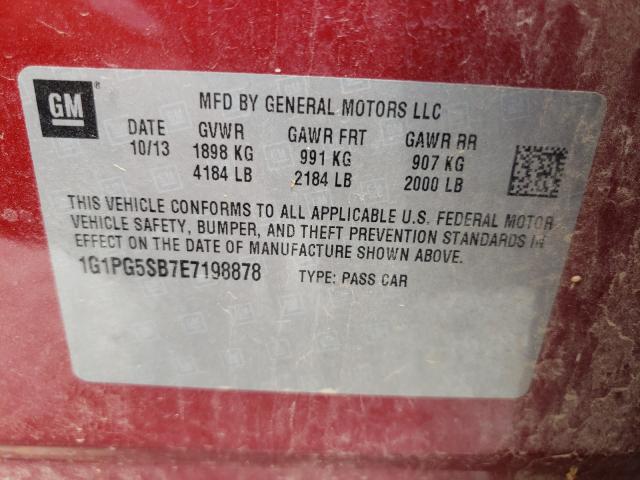 GM
MFD BY GENERAL MOTORS LLC
DATE GVWR GAWR FRT GAWR RR
10/13 1898 KG 991 KG 907 KG
4184 LB 2184 LB 2000 LB
THIS VEHICLE CONFORMS TO ALL APPLICABLE U.S. FEDERAL MOTOR
VEHICLE SAFETY, BUMPER, AND THEFT PREVENTION STANDARDS IN
EFFECT ON THE DATE OF MANUFACTURE SHOWN ABOVE.
1G1PG5SB7E7198878 TYPE: PASS CAR